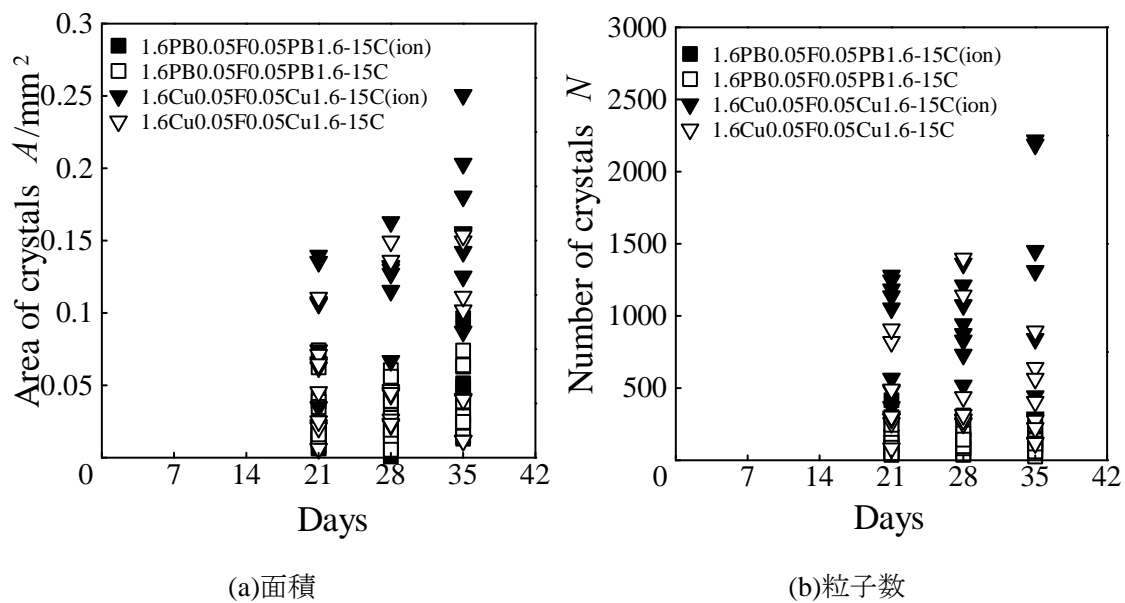 0.3
0.25
0.2
0.15
0.1
0.05
0
7
14
21
28
35
42
Area of crystals A/mm²
Days
1.6PB0.05F0.05PB1.6-15C(ion)
1.6PB0.05F0.05PB1.6-15C
1.6Cu0.05F0.05Cu1.6-15C(ion)
1.6Cu0.05F0.05Cu1.6-15C
(a)面積
3000
2500
2000
1500
1000
500
0
7
14
21
28
35
42
Number of crystals N
Days
1.6PB0.05F0.05PB1.6-15C(ion)
1.6PB0.05F0.05PB1.6-15C
1.6Cu0.05F0.05Cu1.6-15C(ion)
1.6Cu0.05F0.05Cu1.6-15C
(b)粒子数